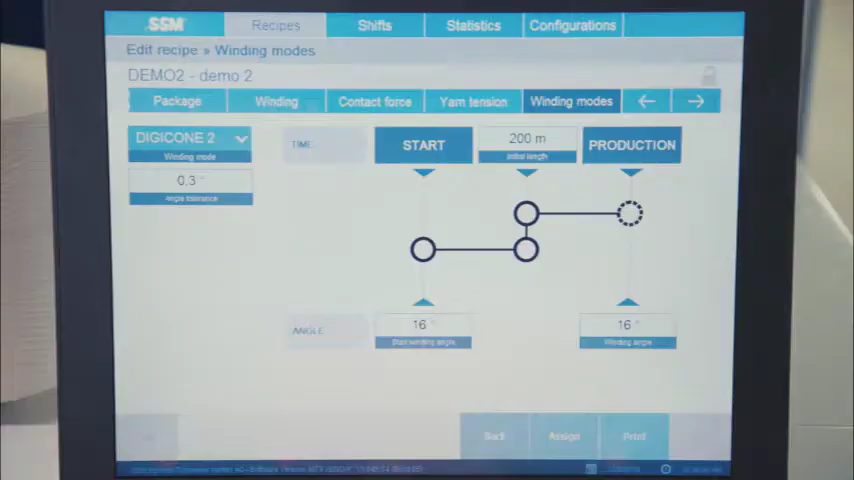 SSM Recipes Shifts Statistics Configurations
Edit recipe » Winding modes
DEMO2 - demo 2
Package Winding Contact force Yarn tension Winding modes ← →
DIGICONE 2 TIME START 200 m PRODUCTION
Winding mode Initial length
0.3 °
Angle tolerance
ANGLE 16 ° 16 °
Start winding angle Winding angle
Back Assign Print